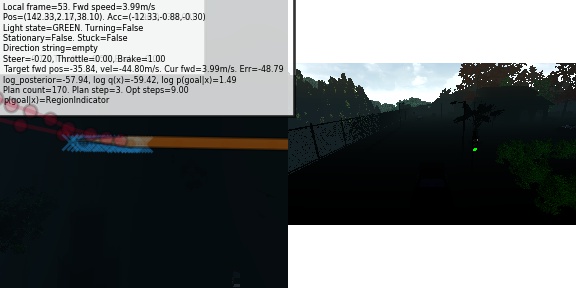 Local frame=53. Fwd speed=3.99m/s
Pos=(142.33,2.17,38.10). Acc=(-12.33,-0.88,-0.30)
Light state=GREEN. Turning=False
Stationary=False. Stuck=False
Direction string=empty
Steer=-0.20, Throttle=0.00, Brake=1.00
Target fwd pos=-35.84, vel=-44.80m/s. Cur fwd=3.99m/s. Err=-48.79
log_posterior=-57.94, log q(x)=-59.42, log p(goal|x)=1.49
Plan count=170. Plan step=3. Opt steps=9.00
p(goal|x)=RegionIndicator